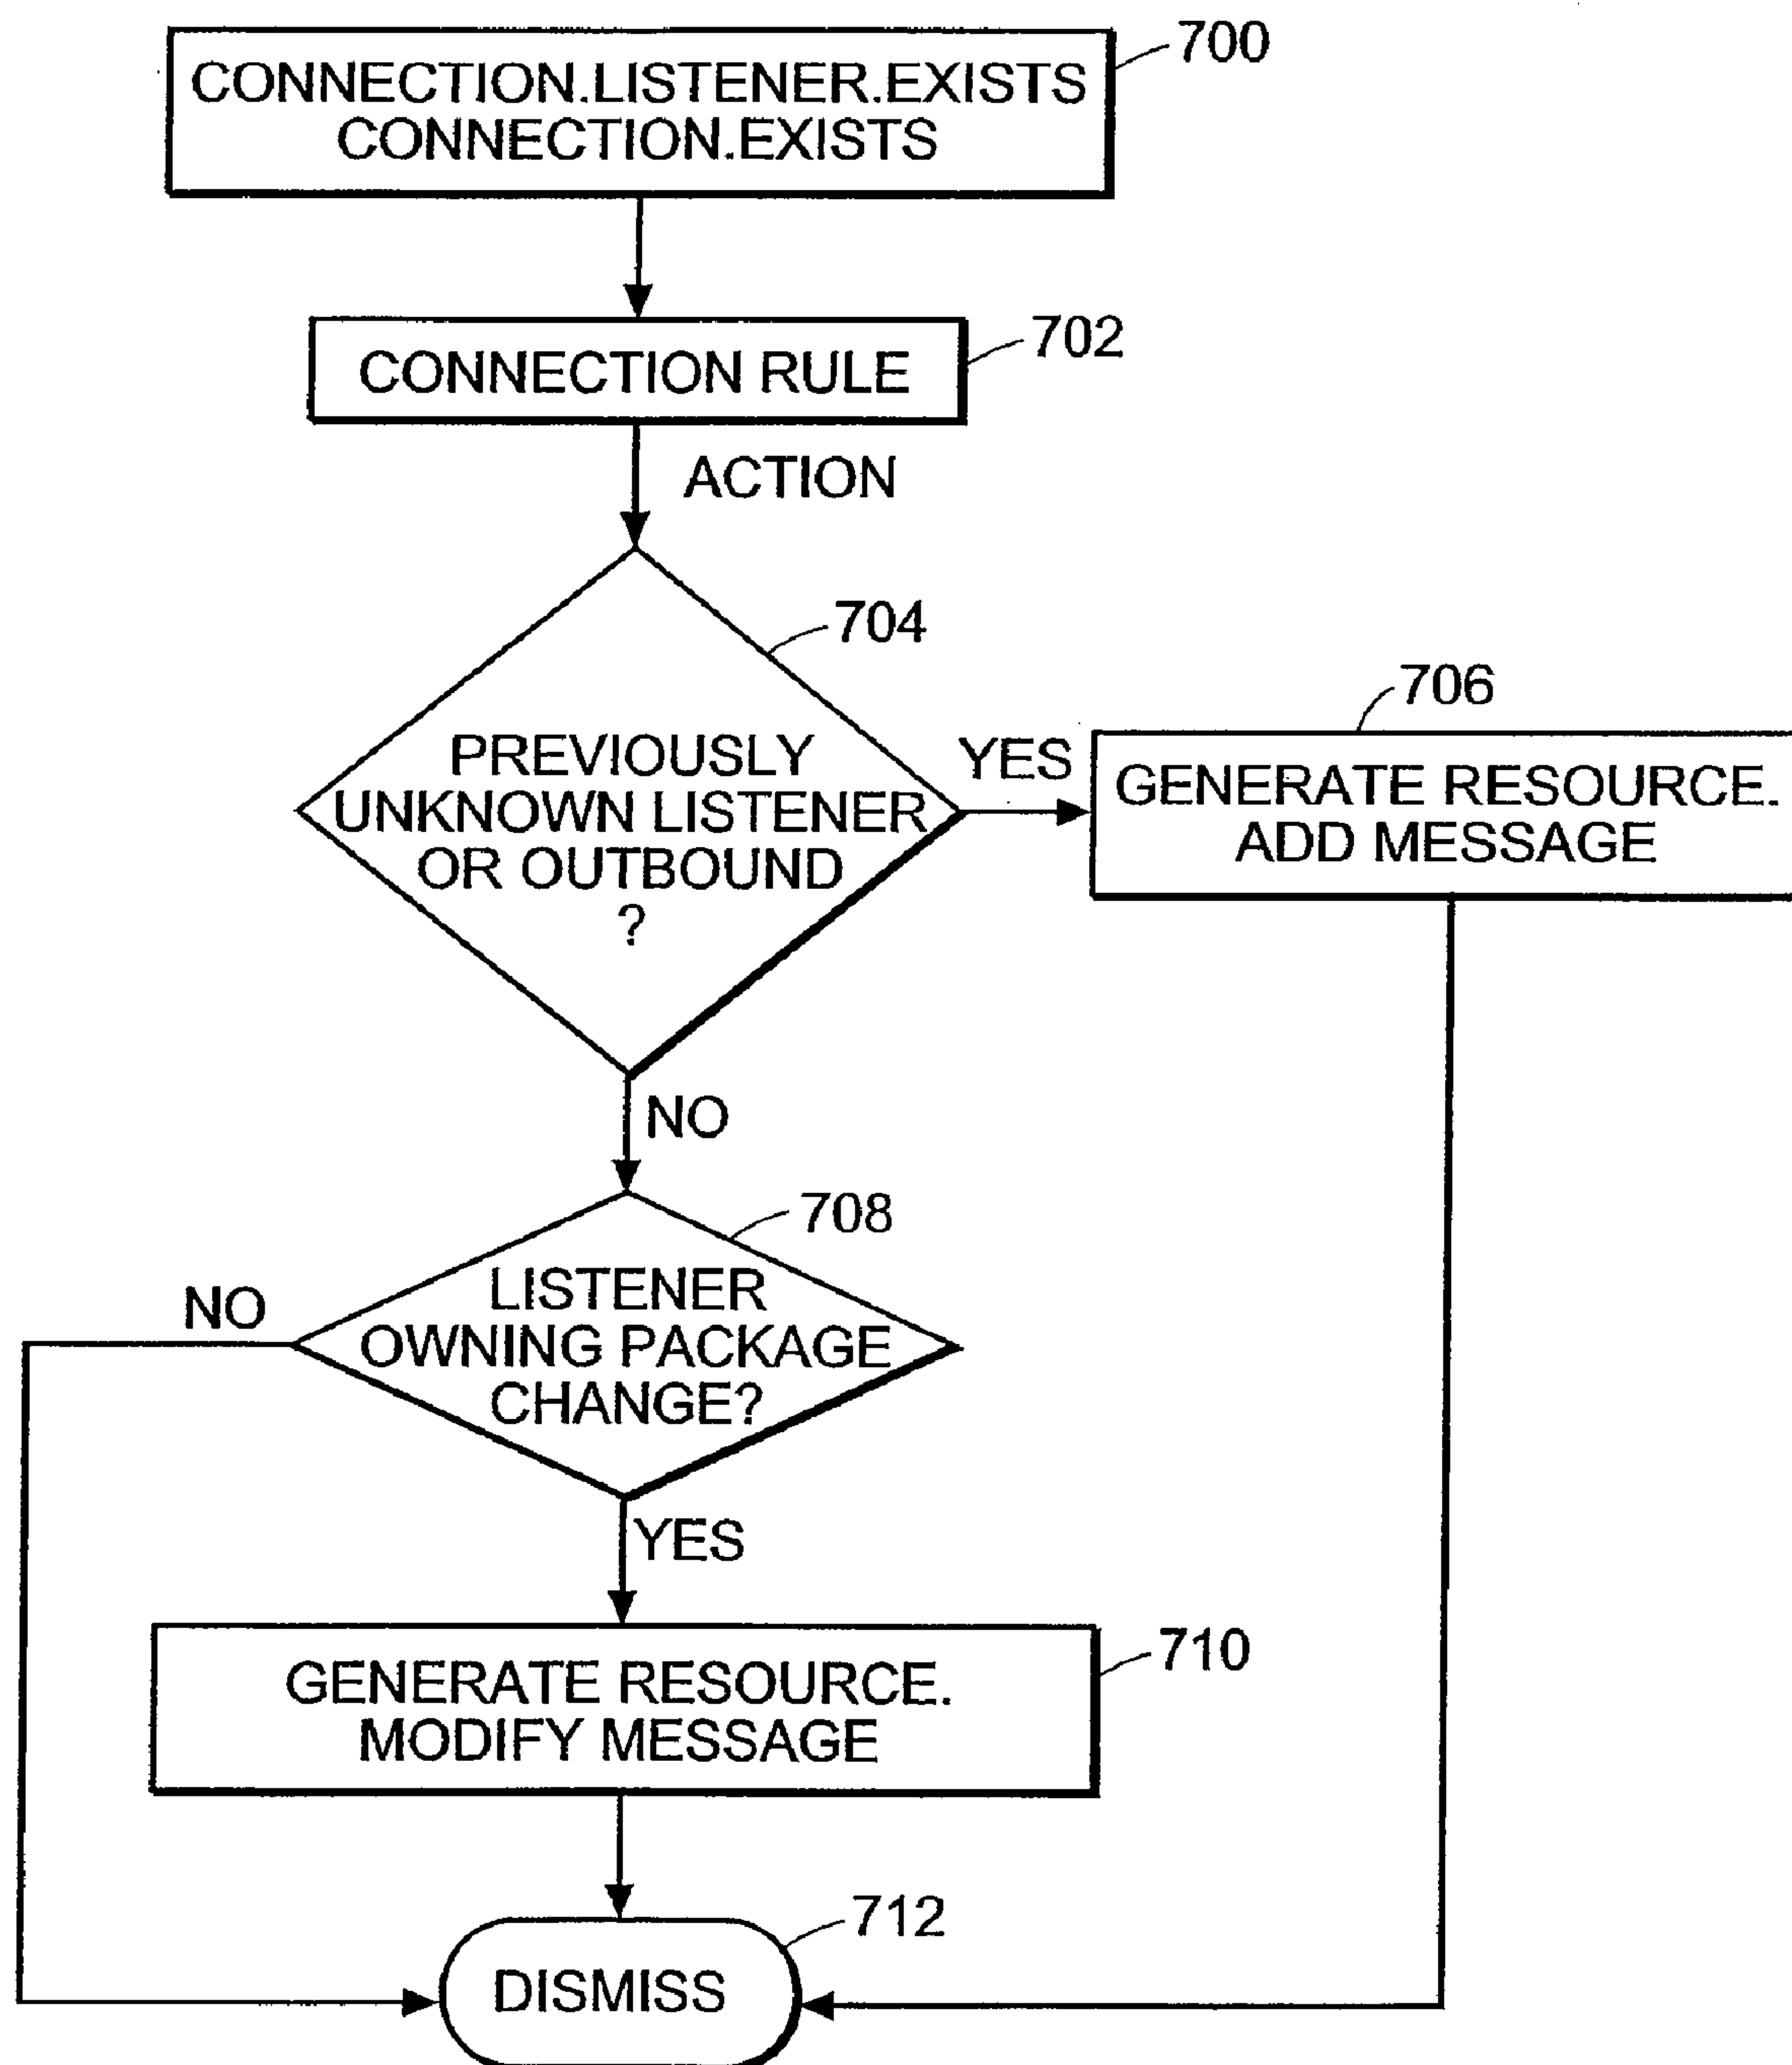 700
CONNECTION.LISTENER.EXISTS
CONNECTION.EXISTS
702
CONNECTION RULE
ACTION
704
PREVIOUSLY
UNKNOWN LISTENER
OR OUTBOUND
?
YES
706
GENERATE RESOURCE.
ADD MESSAGE
NO
708
LISTENER
OWNING PACKAGE
CHANGE?
NO
YES
710
GENERATE RESOURCE.
MODIFY MESSAGE
712
DISMISS